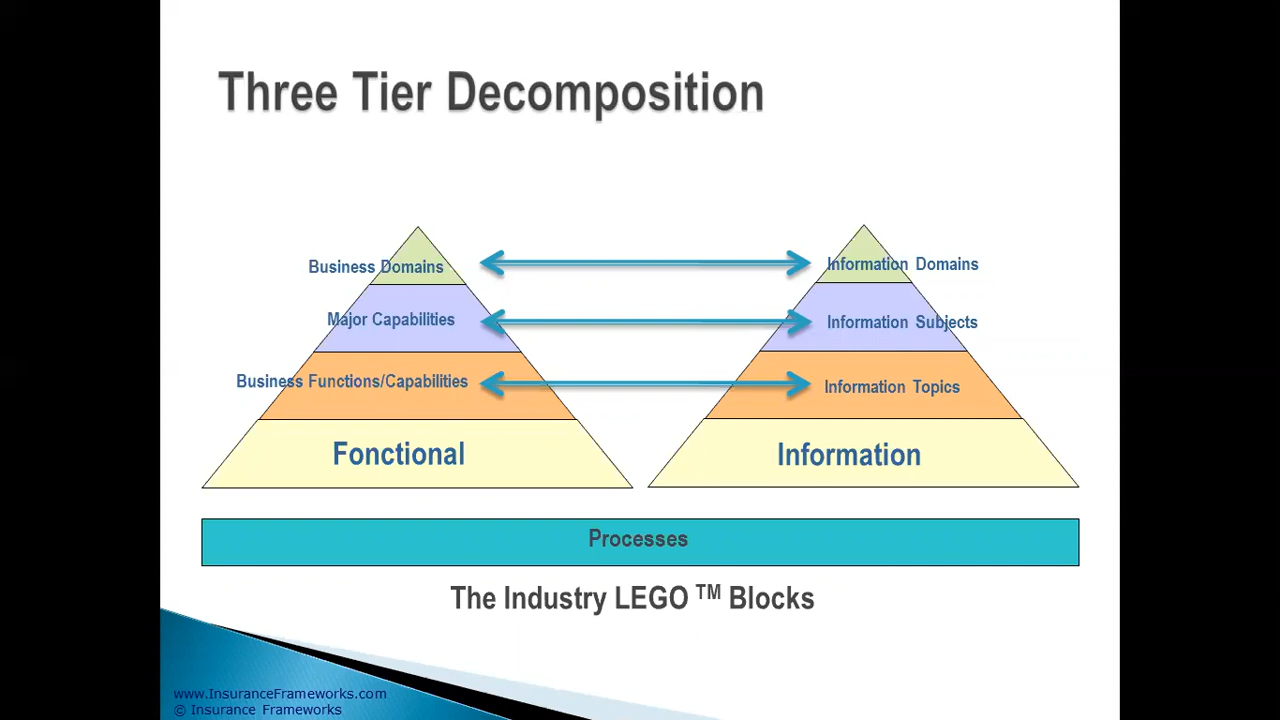 Three Tier Decomposition
Business Domains
Information Domains
Major Capabilities
Information Subjects
Business Functions/Capabilities
Information Topics
Fonctional
Information
Processes
The Industry LEGO TM Blocks
www.InsuranceFrameworks.com
© Insurance Frameworks